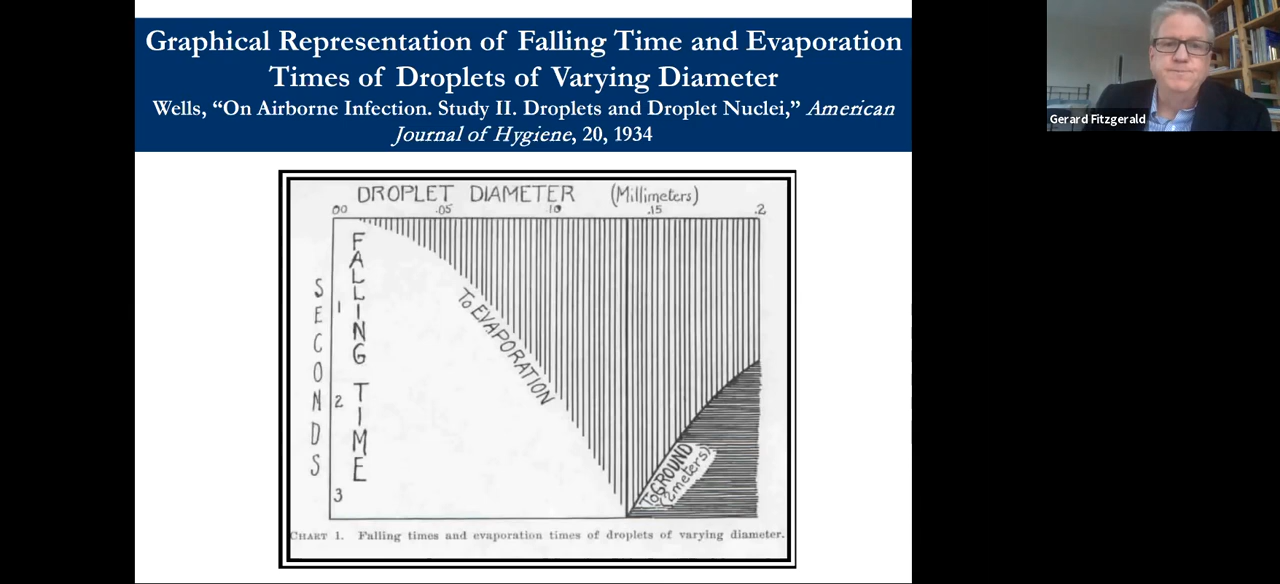 Graphical Representation of Falling Time and Evaporation
Times of Droplets of Varying Diameter
Wells, “On Airborne Infection. Study II. Droplets and Droplet Nuclei,” American
Journal of Hygiene, 20, 1934
Gerard Fitzgerald
DROPLET DIAMETER (Millimeters)
00 .05 .10 .15 .2
SECONDS
FALLING TIME
1
2
3
To EVAPORATION
To GROUND
(2meters)
CHART 1. Falling times and evaporation times of droplets of varying diameter.